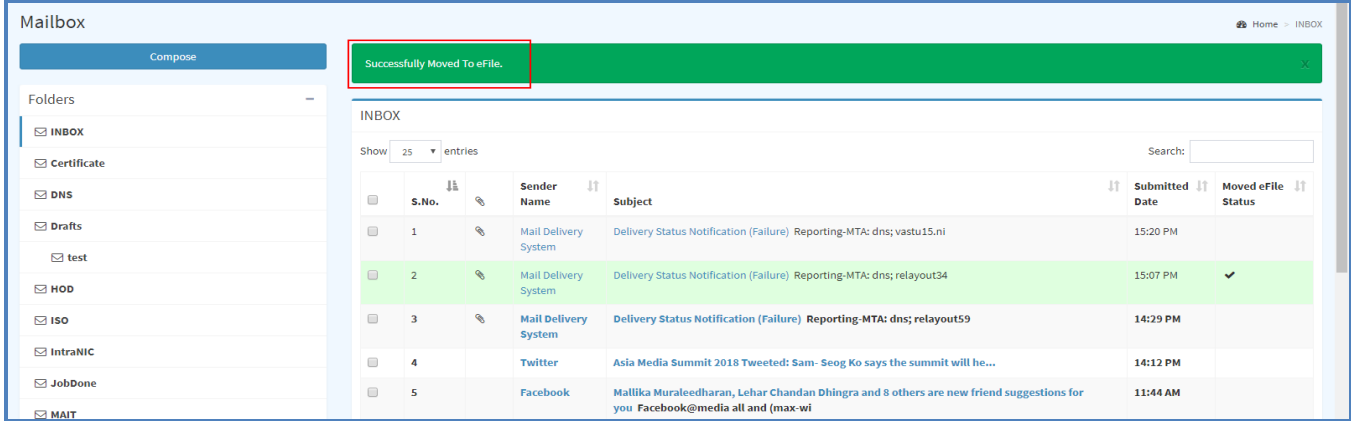 Mailbox
Home > INBOX
Compose
Successfully Moved To eFile.
X
Folders
INBOX
Certificate
DNS
Drafts
test
HOD
ISO
IntraNIC
JobDone
MAIT
INBOX
Show 25 entries
Search:
S.No. Sender Name Subject Submitted Date Moved eFile Status
1 Mail Delivery System Delivery Status Notification (Failure) Reporting-MTA: dns; vastu15.ni 15:20 PM
2 Mail Delivery System Delivery Status Notification (Failure) Reporting-MTA: dns; relayout34 15:07 PM
3 Mail Delivery System Delivery Status Notification (Failure) Reporting-MTA: dns; relayout59 14:29 PM
4 Twitter Asia Media Summit 2018 Tweeted: Sam- Seog Ko says the summit will he... 14:12 PM
5 Facebook Mallika Muraleedharan, Lehar Chandan Dhingra and 8 others are new friend suggestions for 11:44 AM
you Facebook@media all and (max-wi